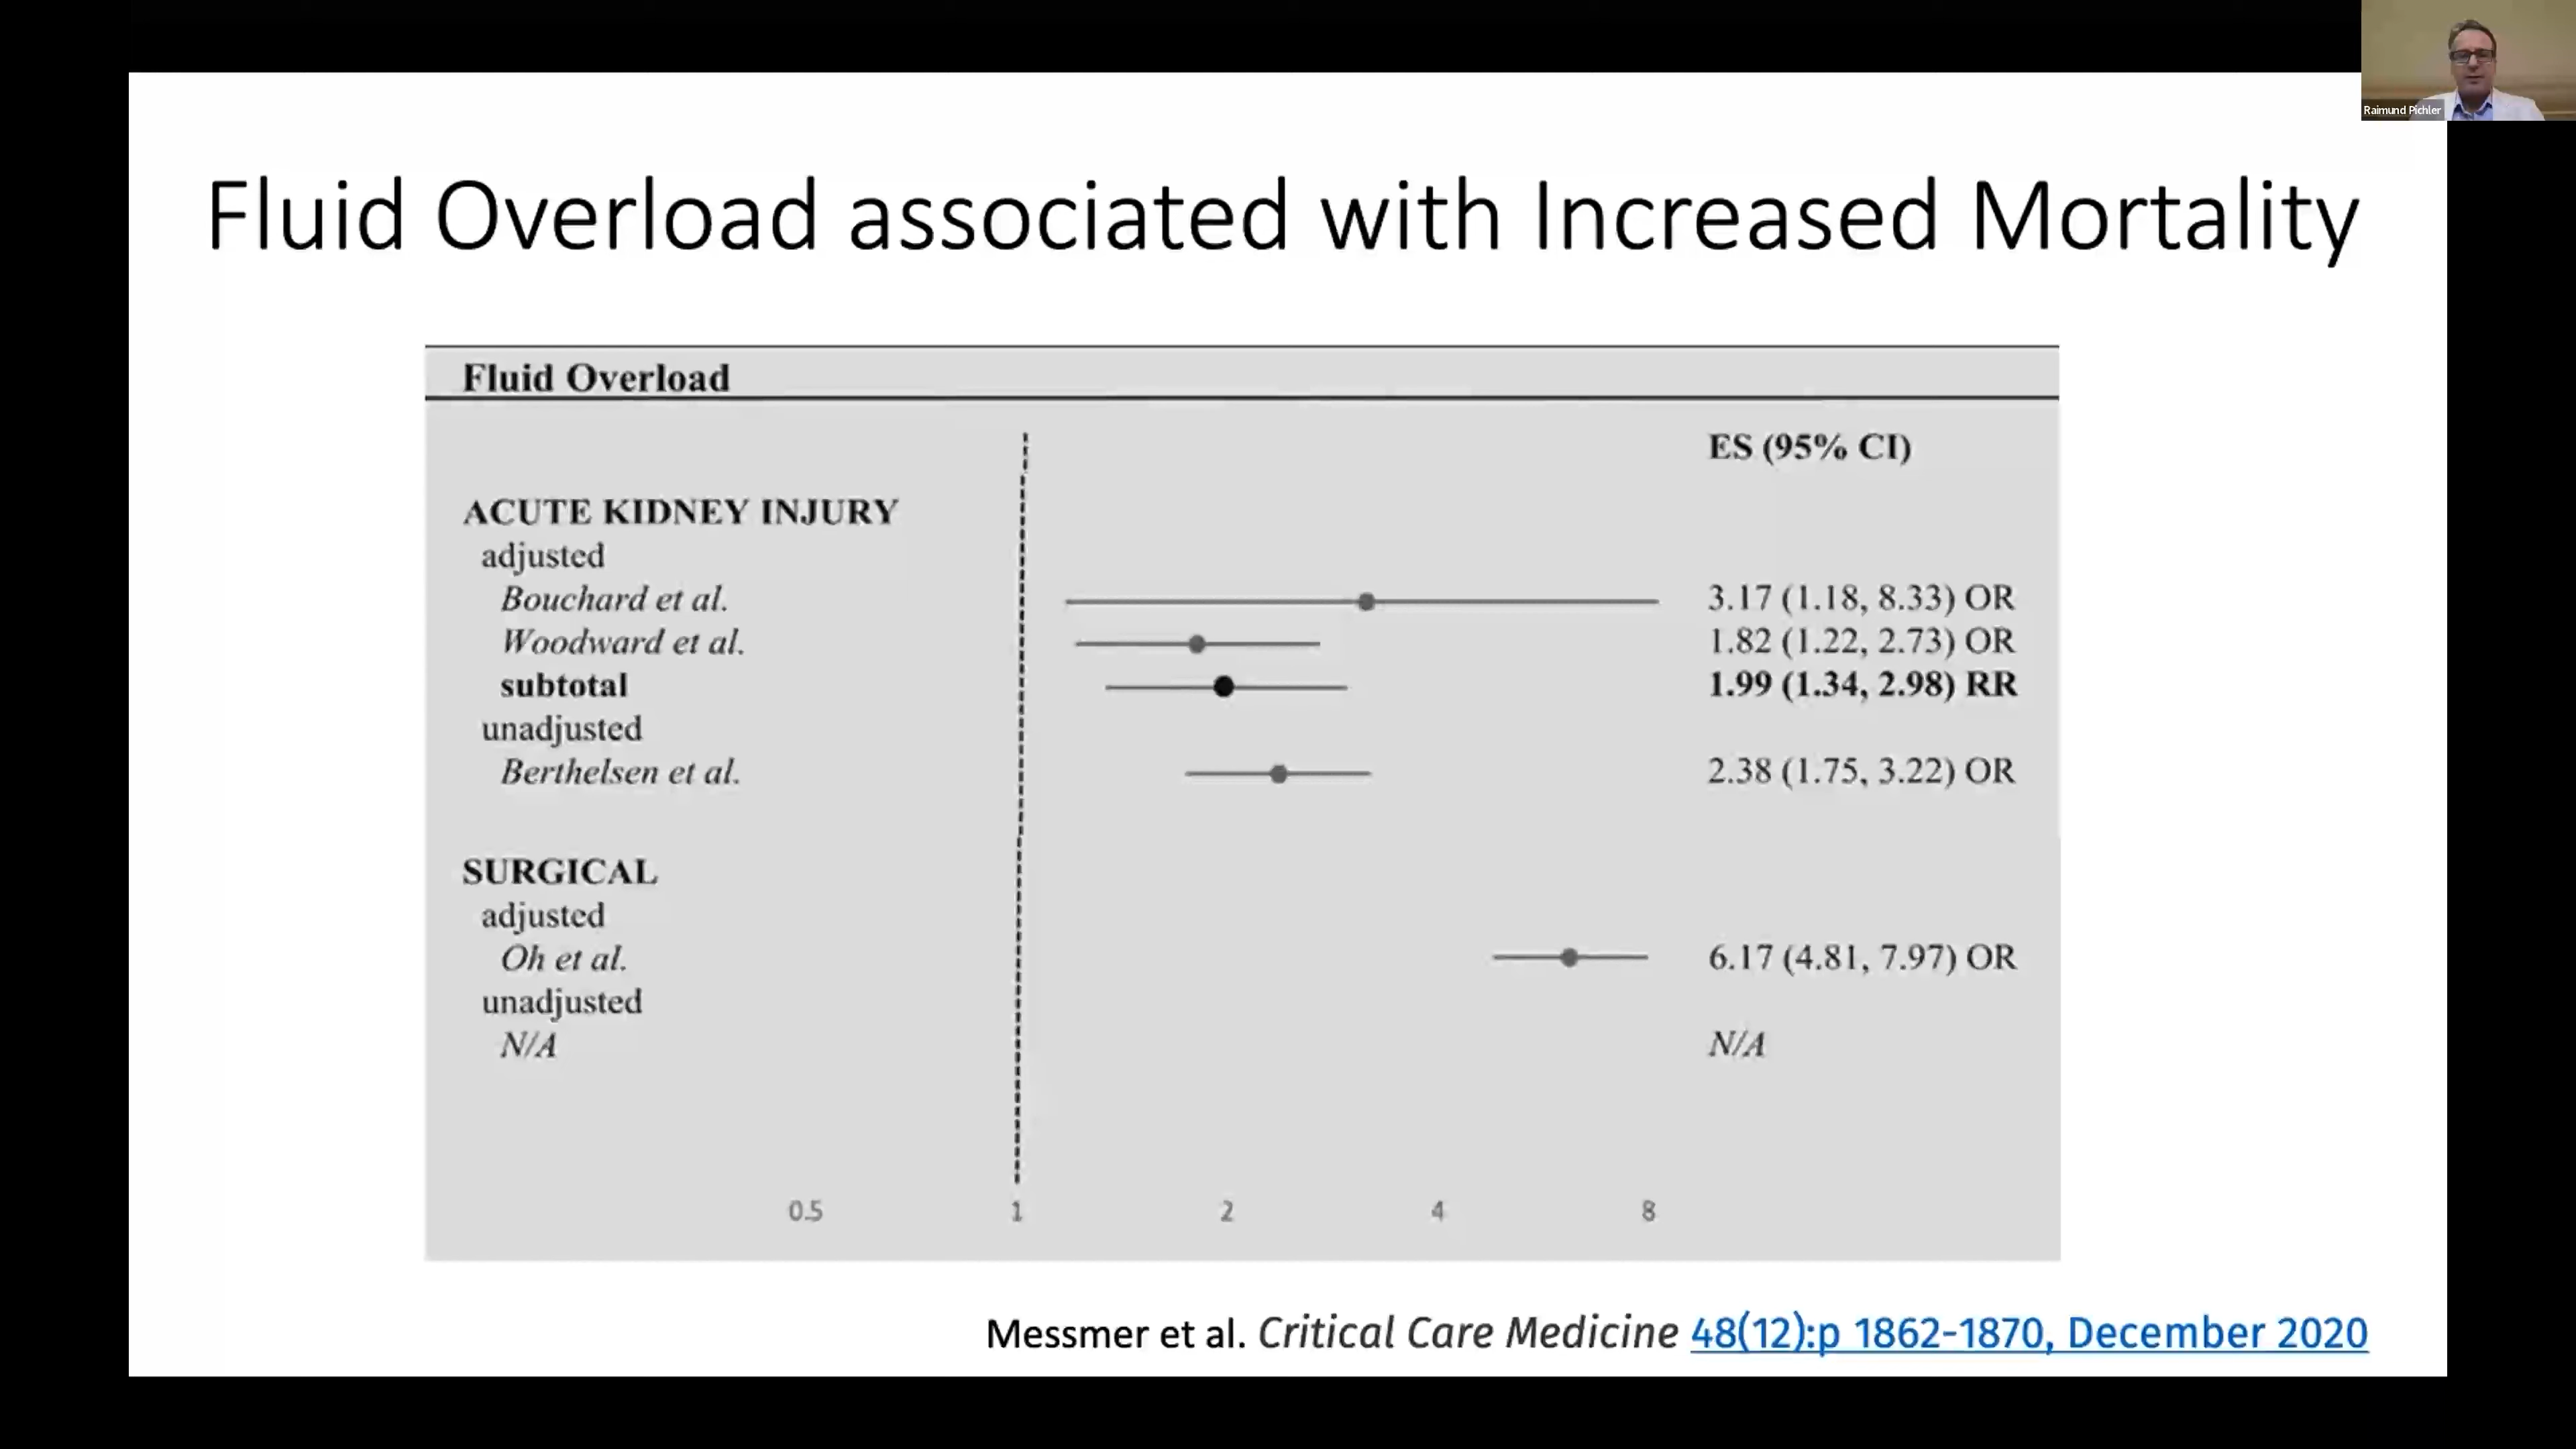 Raimund Pichler
Fluid Overload associated with Increased Mortality
Fluid Overload
ES (95% CI)
ACUTE KIDNEY INJURY
adjusted
Bouchard et al. 3.17 (1.18, 8.33) OR
Woodward et al. 1.82 (1.22, 2.73) OR
subtotal 1.99 (1.34, 2.98) RR
unadjusted
Berthelsen et al. 2.38 (1.75, 3.22) OR
SURGICAL
adjusted
Oh et al. 6.17 (4.81, 7.97) OR
unadjusted
N/A N/A
0.5 1 2 4 8
Messmer et al. Critical Care Medicine 48(12):p 1862-1870, December 2020